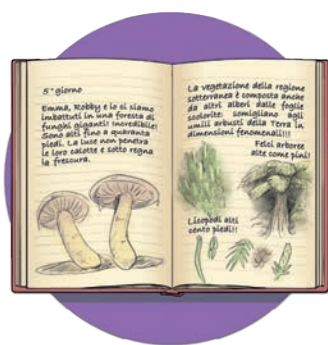 5° giorno
Emma, Robby e io ci siamo
imbattuti in una foresta di
funghi giganti! Incredibile!
Sono alti fino a quaranta
piedi. La luce non penetra
le loro calotte e sotto regna
la frescura.
La vegetazione della regione
sotterranea è composta anche
da altri alberi dalle foglie
scolorite: somigliano agli
umili arbusti della Terra in
dimensioni fenomenali!!!
Felci arboree
alte come pini!
Licopodi alti
cento piedi!!